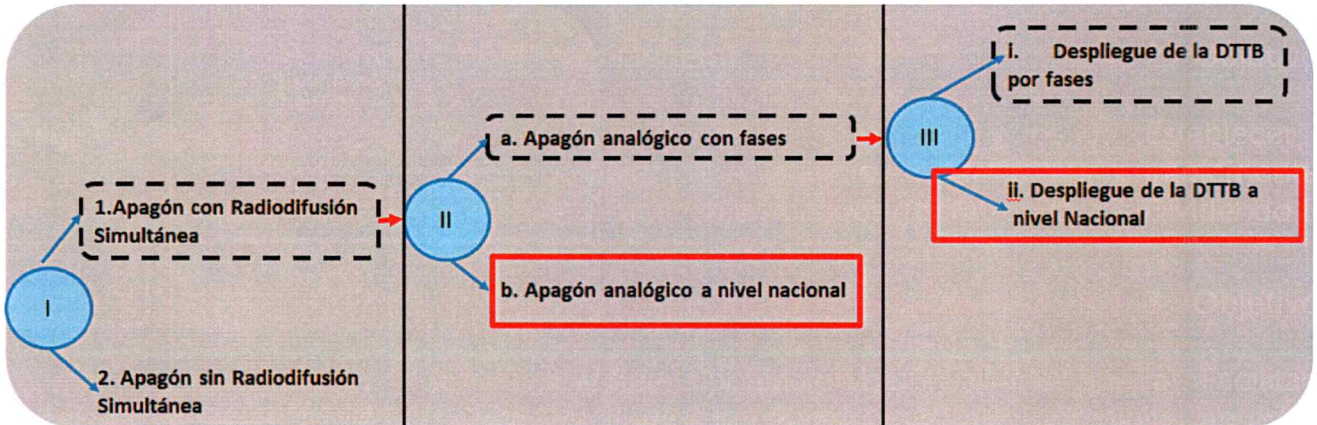 I
1.Apagón con Radiodifusión
Simultánea
2. Apagón sin Radiodifusión
Simultánea
II
a. Apagón analógico con fases
b. Apagón analógico a nivel nacional
III
i. Despliegue de la DTTB
por fases
ii. Despliegue de la DTTB a
nivel Nacional